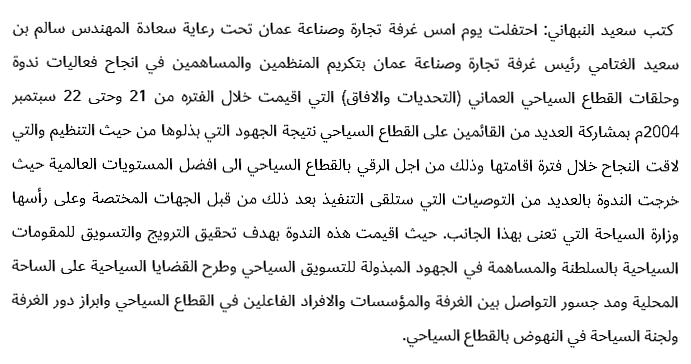 كتب سعيد النبهاني: احتفلت يوم امس غرفة تجارة وصناعة عمان تحت رعاية سعادة المهندس سالم بن
سعيد الغتامي رئيس غرفة تجارة وصناعة عمان بتكريم المنظمين والمساهمين في انجاح فعاليات ندوة
وحلقات القطاع السياحي العماني (التحديات والافاق) التي اقيمت خلال الفتره من 21 وحتى 22 سبتمبر
2004م بمشاركة العديد من القائمين على القطاع السياحي نتيجة الجهود التي بذلوها من حيث التنظيم والتي
لاقت النجاح خلال فترة اقامتها وذلك من اجل الرقي بالقطاع السياحي الى افضل المستويات العالمية حيث
خرجت الندوة بالعديد من التوصيات التي ستلقى التنفيذ بعد ذلك من قبل الجهات المختصة وعلى رأسها
وزارة السياحة التي تعنى بهذا الجانب. حيث اقيمت هذه الندوة بهدف تحقيق الترويج والتسويق للمقومات
السياحية بالسلطنة والمساهمة في الجهود المبذولة للتسويق السياحي وطرح القضايا السياحية على الساحة
المحلية ومد جسور التواصل بين الغرفة والمؤسسات والافراد الفاعلين في القطاع السياحي وابراز دور الغرفة
ولجنة السياحة في النهوض بالقطاع السياحي.